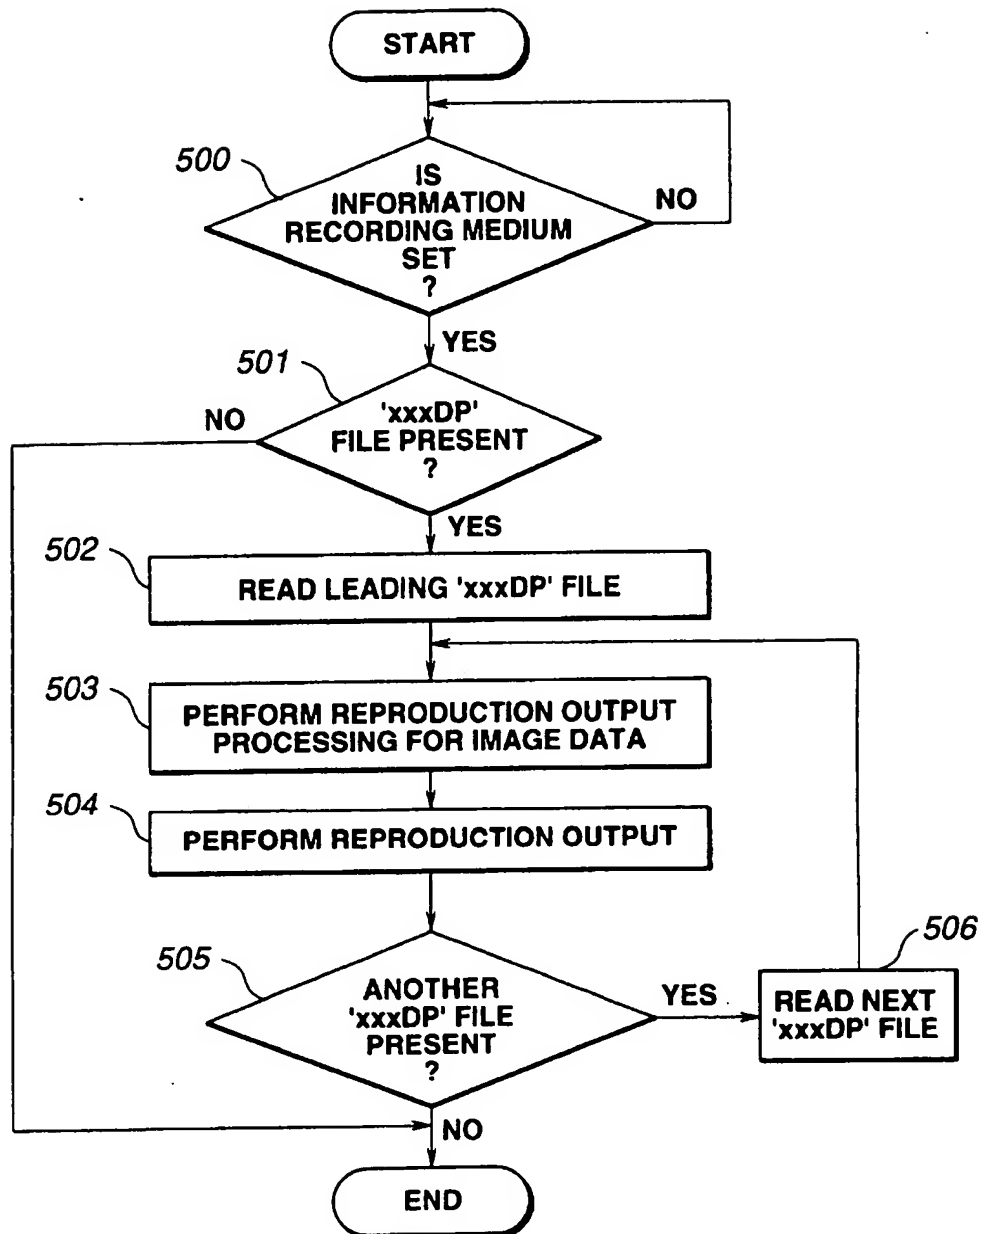 START
500
IS
INFORMATION
RECORDING MEDIUM
SET
?
NO
YES
501
'xxxDP'
FILE PRESENT
?
NO
YES
502
READ LEADING 'xxxDP' FILE
503
PERFORM REPRODUCTION OUTPUT
PROCESSING FOR IMAGE DATA
504
PERFORM REPRODUCTION OUTPUT
505
ANOTHER
'xxxDP' FILE
PRESENT
?
YES
506
READ NEXT
'xxxDP' FILE
NO
END